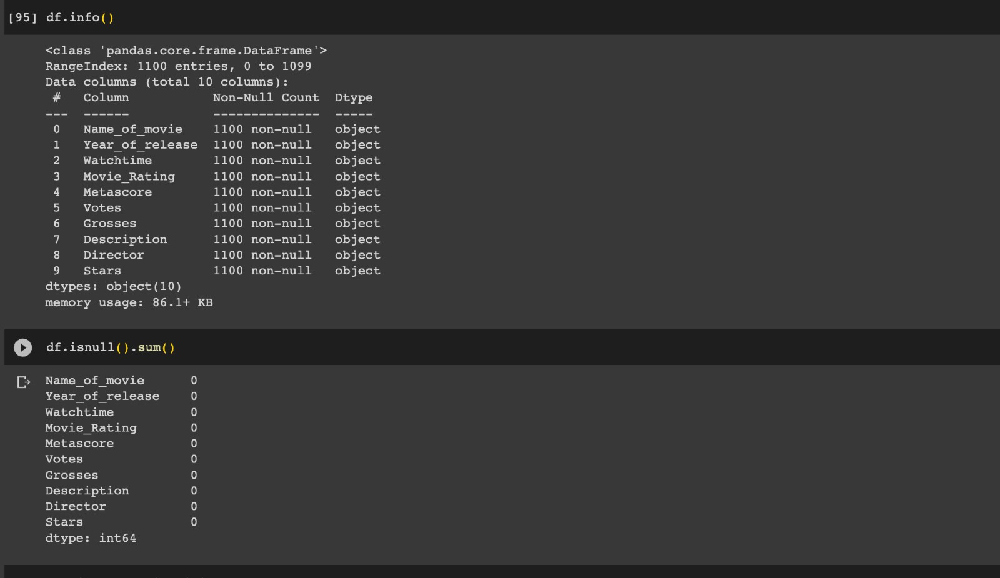 [95] df.info()
<class 'pandas.core.frame.DataFrame'>
RangeIndex: 1100 entries, 0 to 1099
Data columns (total 10 columns):
 #   Column           Non-Null Count  Dtype
---  ------           --------------  -----
 0   Name_of_movie    1100 non-null   object
 1   Year_of_release  1100 non-null   object
 2   Watchtime        1100 non-null   object
 3   Movie_Rating     1100 non-null   object
 4   Metascore        1100 non-null   object
 5   Votes            1100 non-null   object
 6   Grosses          1100 non-null   object
 7   Description      1100 non-null   object
 8   Director         1100 non-null   object
 9   Stars            1100 non-null   object
dtypes: object(10)
memory usage: 86.1+ KB
df.isnull().sum()
Name_of_movie      0
Year_of_release    0
Watchtime          0
Movie_Rating       0
Metascore          0
Votes              0
Grosses            0
Description        0
Director           0
Stars              0
dtype: int64